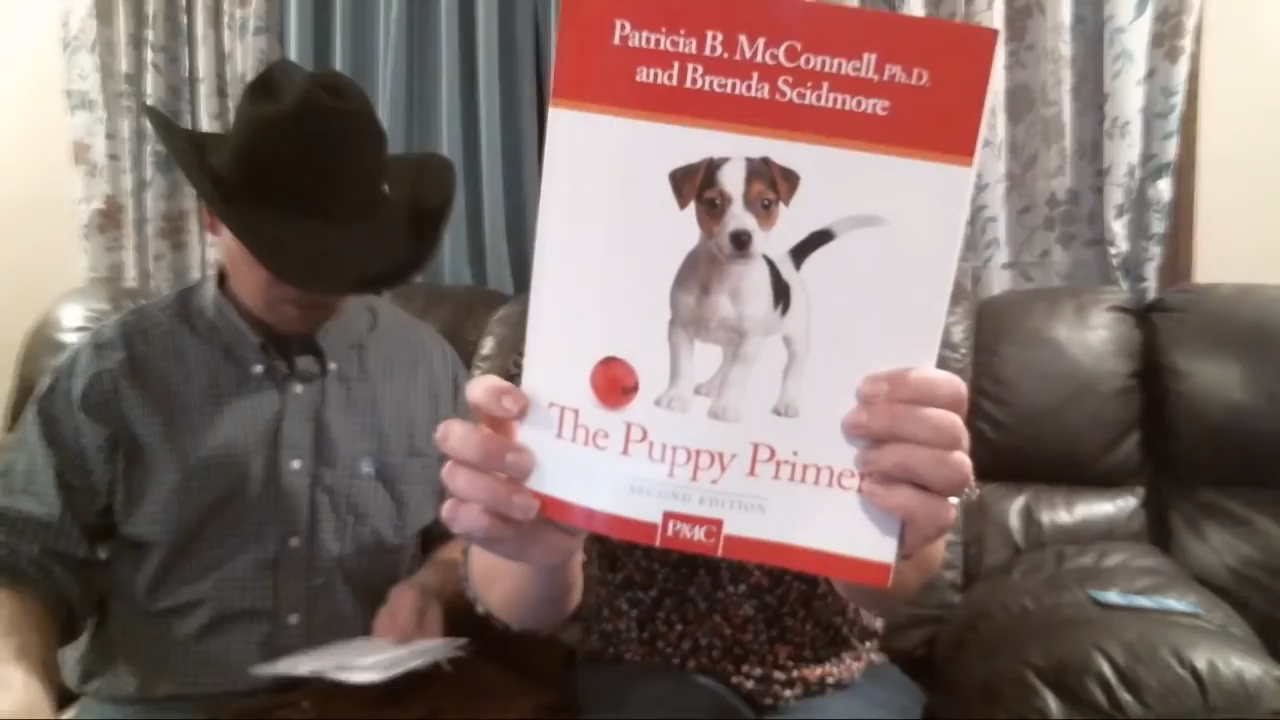 Patricia B. McConnell, Ph.D.
and Brenda Scidmore
The Puppy Primer
SECOND EDITION
PMC